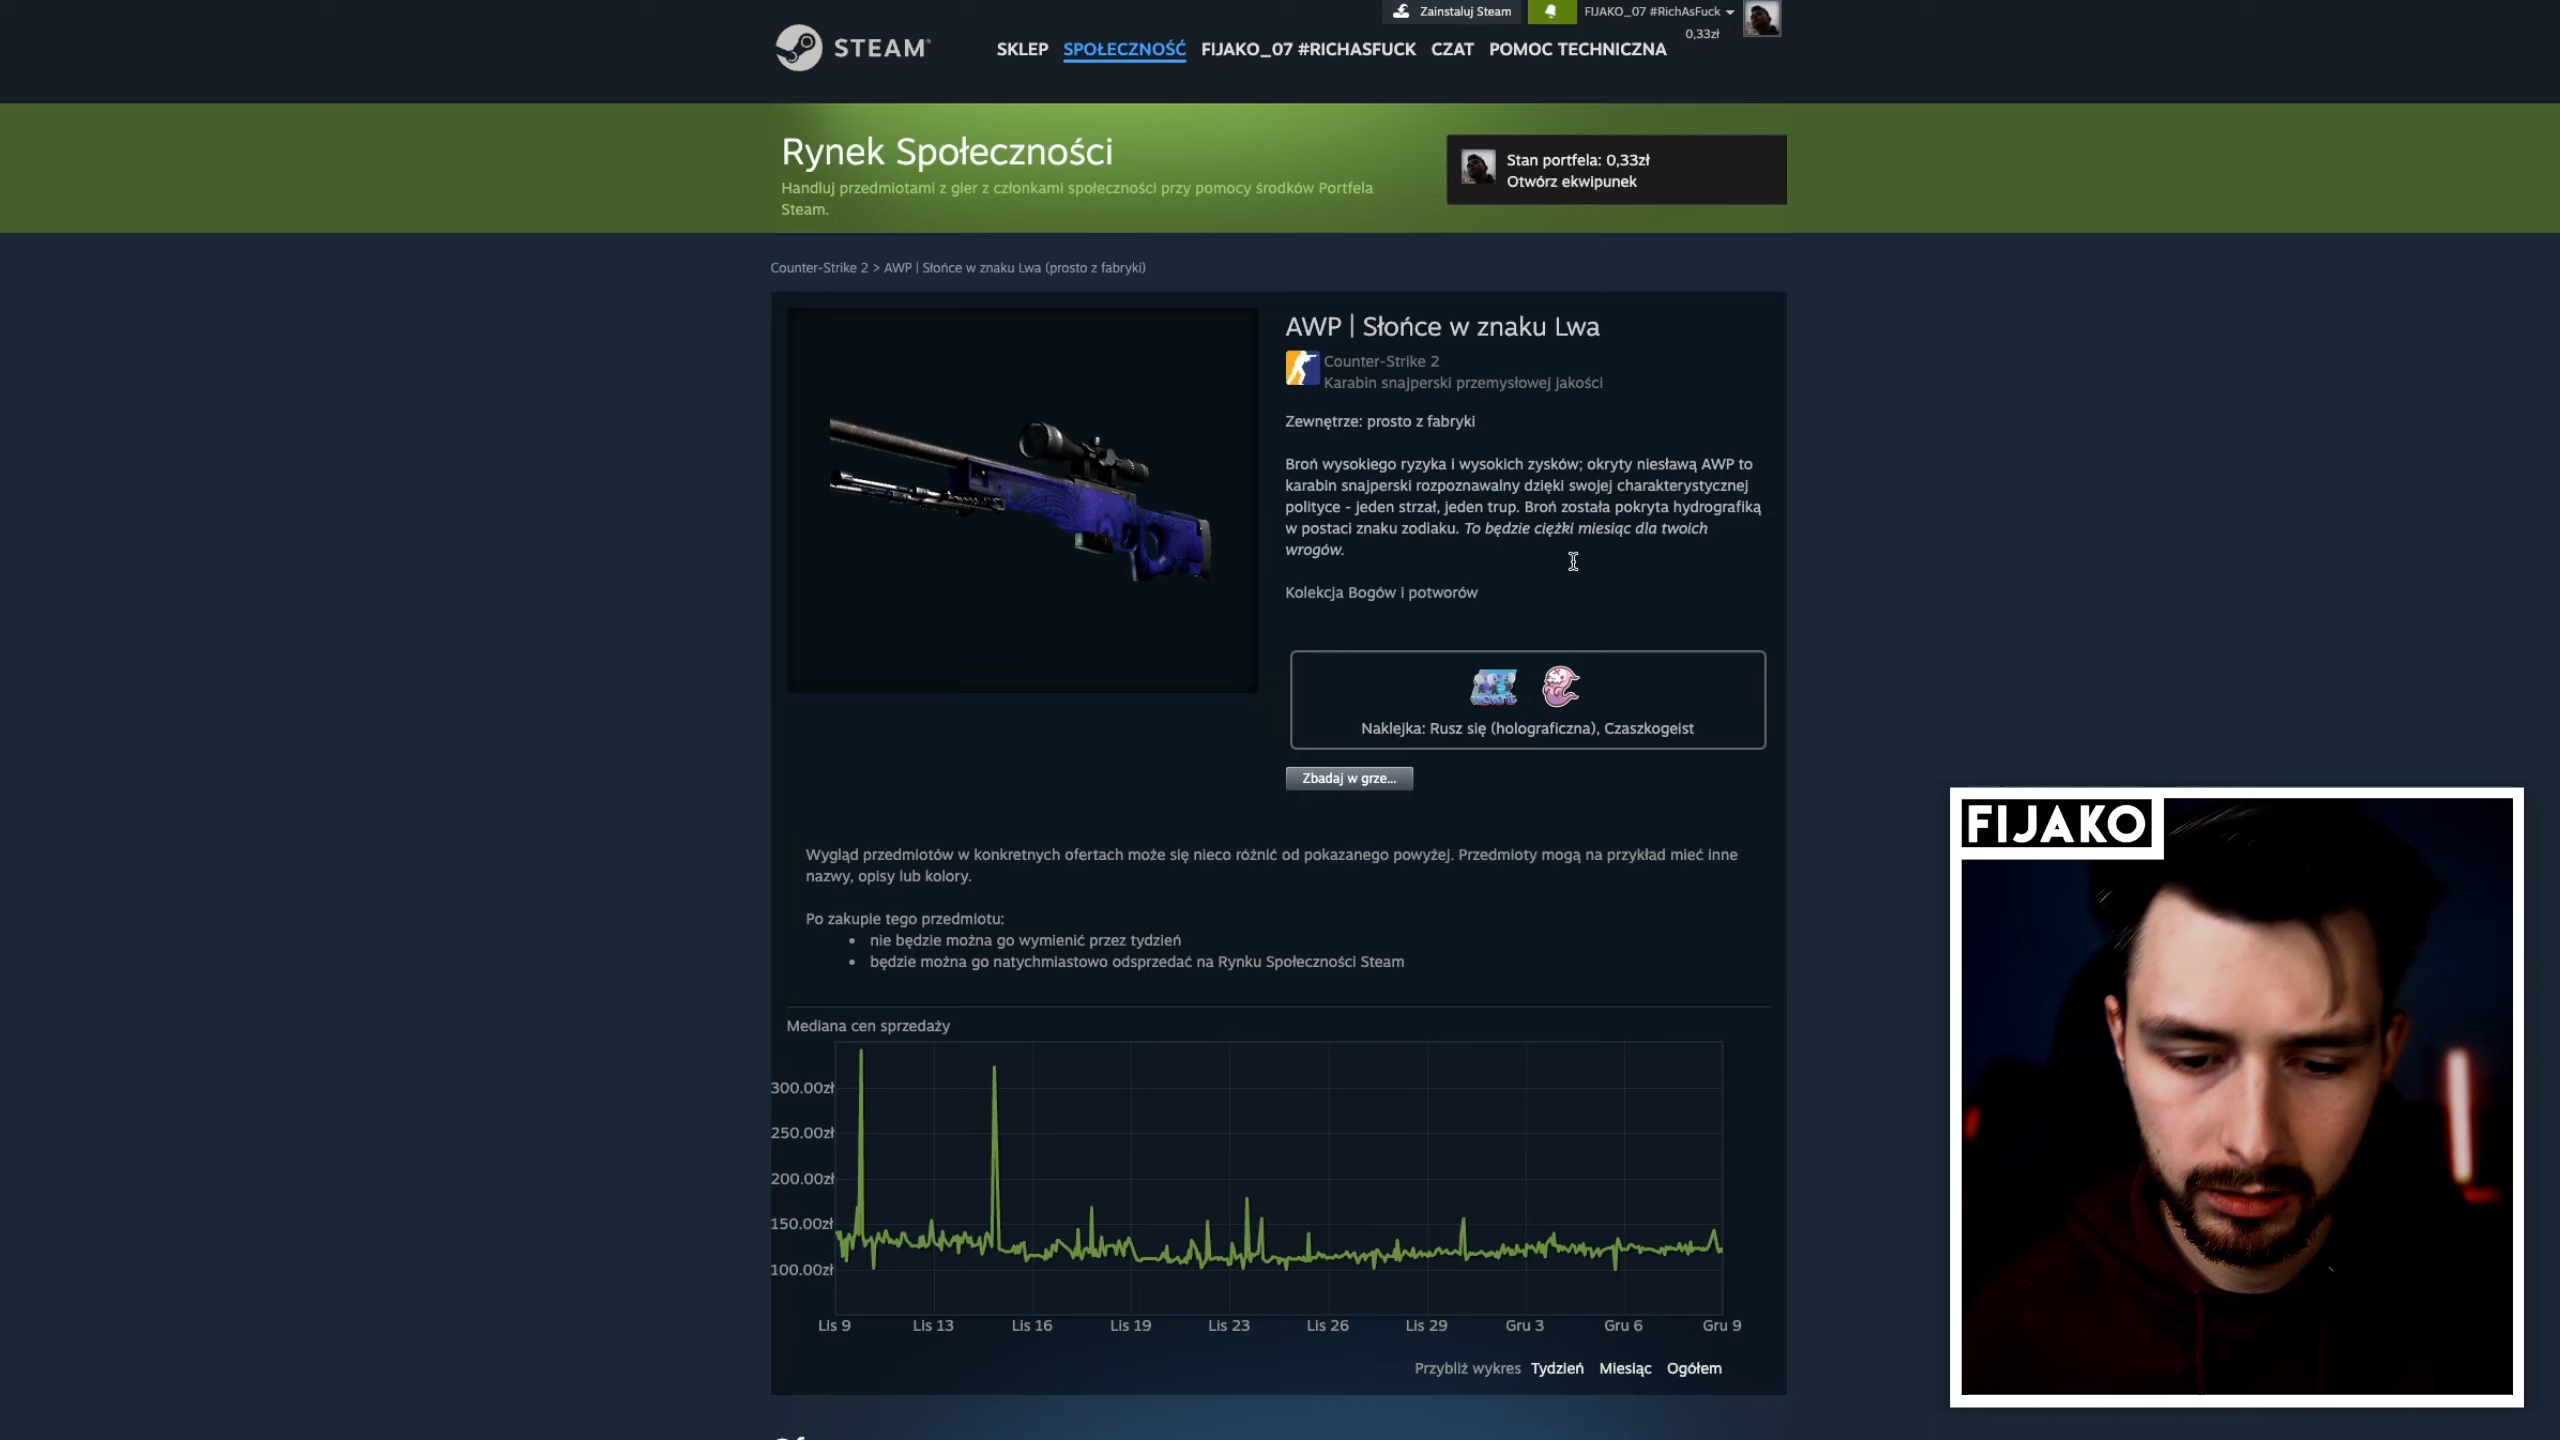 Zainstaluj Steam
FIJAKO_07 #RichAsFuck
0,33zł
STEAM
SKLEP SPOŁECZNOŚĆ FIJAKO_07 #RICHASFUCK CZAT POMOC TECHNICZNA
Rynek Społeczności
Handluj przedmiotami z gier z członkami społeczności przy pomocy środków Portfela
Steam.
Stan portfela: 0,33zł
Otwórz ekwipunek
Counter-Strike 2 > AWP | Słońce w znaku Lwa (prosto z fabryki)
AWP | Słońce w znaku Lwa
Counter-Strike 2
Karabin snajperski przemysłowej jakości
Zewnętrze: prosto z fabryki
Broń wysokiego ryzyka i wysokich zysków; okryty niesławą AWP to
karabin snajperski rozpoznawalny dzięki swojej charakterystycznej
polityce - jeden strzał, jeden trup. Broń została pokryta hydrografiką
w postaci znaku zodiaku. To będzie ciężki miesiąc dla twoich
wrogów.
Kolekcja Bogów i potworów
Naklejka: Rusz się (holograficzna), Czaszkogeist
Zbadaj w grze...
Wygląd przedmiotów w konkretnych ofertach może się nieco różnić od pokazanego powyżej. Przedmioty mogą na przykład mieć inne
nazwy, opisy lub kolory.
Po zakupie tego przedmiotu:
• nie będzie można go wymienić przez tydzień
• będzie można go natychmiastowo odsprzedać na Rynku Społeczności Steam
Mediana cen sprzedaży
300.00zł
250.00zł
200.00zł
150.00zł
100.00zł
Lis 9 Lis 13 Lis 16 Lis 19 Lis 23 Lis 26 Lis 29 Gru 3 Gru 6 Gru 9
Przybliż wykres Tydzień Miesiąc Ogółem
FIJAKO